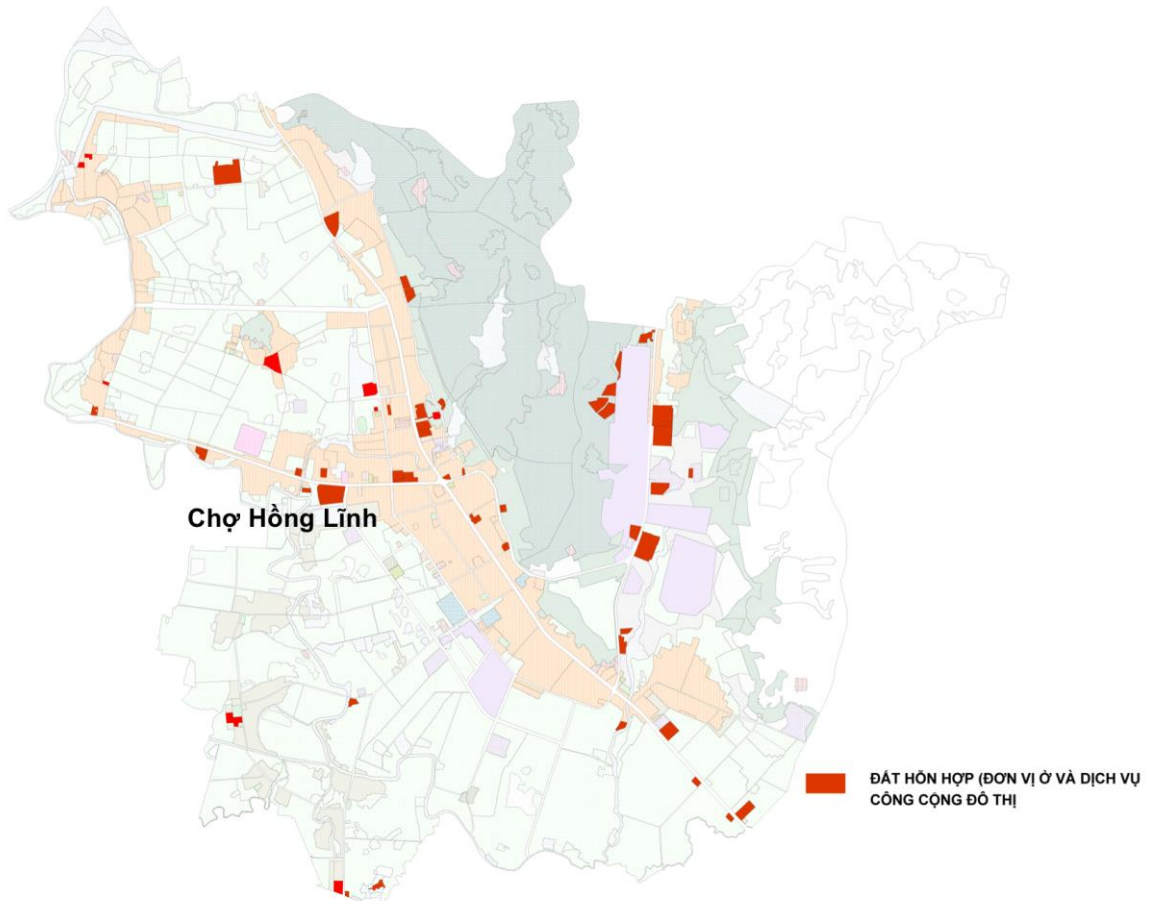 Chợ Hồng Lĩnh
ĐẤT HỖN HỢP (ĐƠN VỊ Ở VÀ DỊCH VỤ
CÔNG CỘNG ĐÔ THỊ